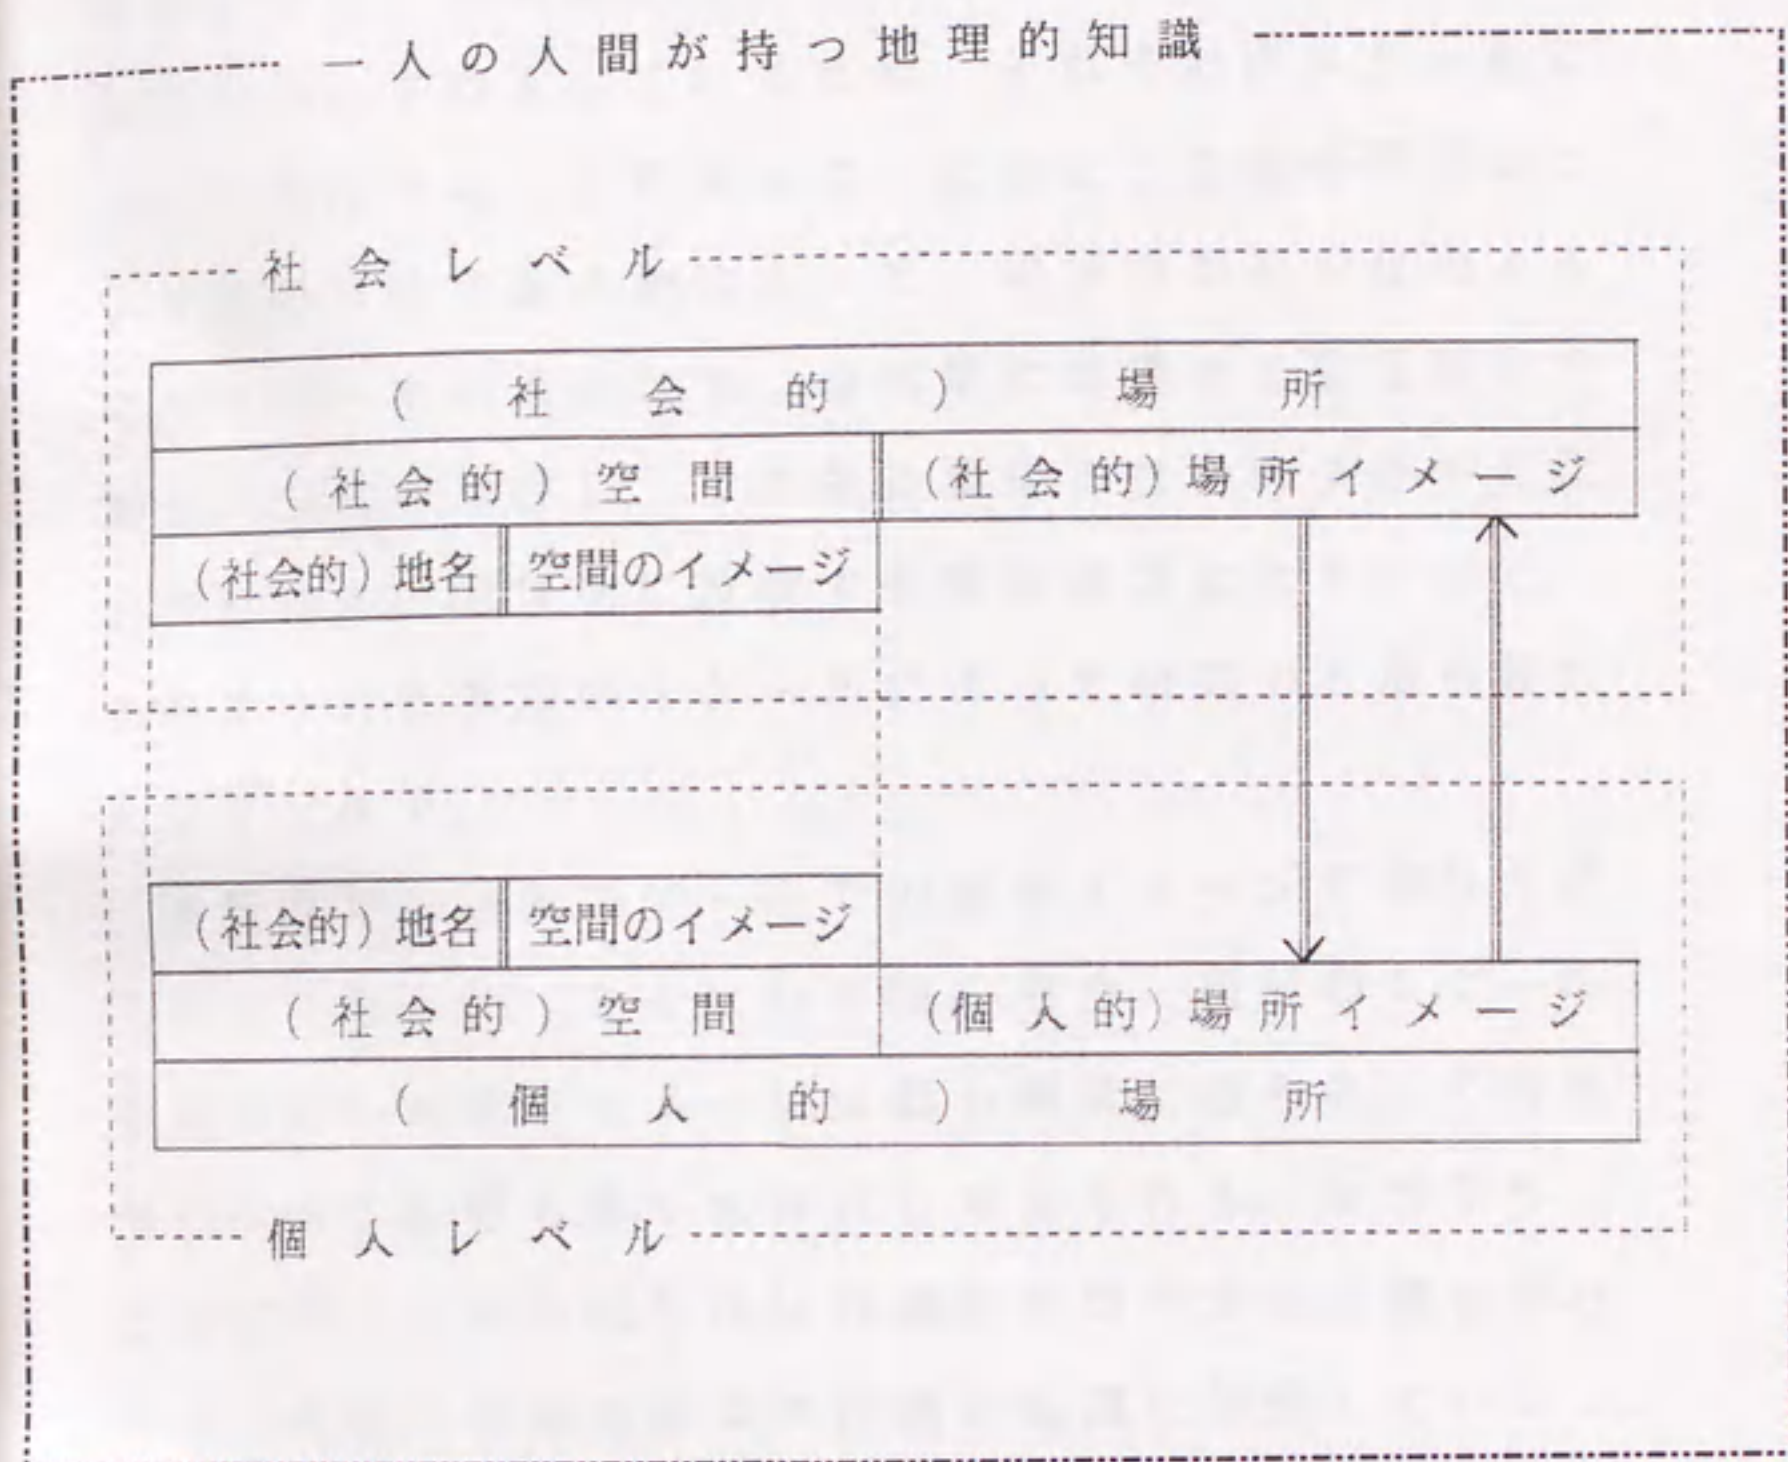 一人の人間が持つ地理的知識
社会レベル
(社会的)場所
(社会的)空間 (社会的)場所イメージ
(社会的)地名 空間のイメージ
(社会的)地名 空間のイメージ
(社会的)空間 (個人的)場所イメージ
(個人的)場所
個人レベル